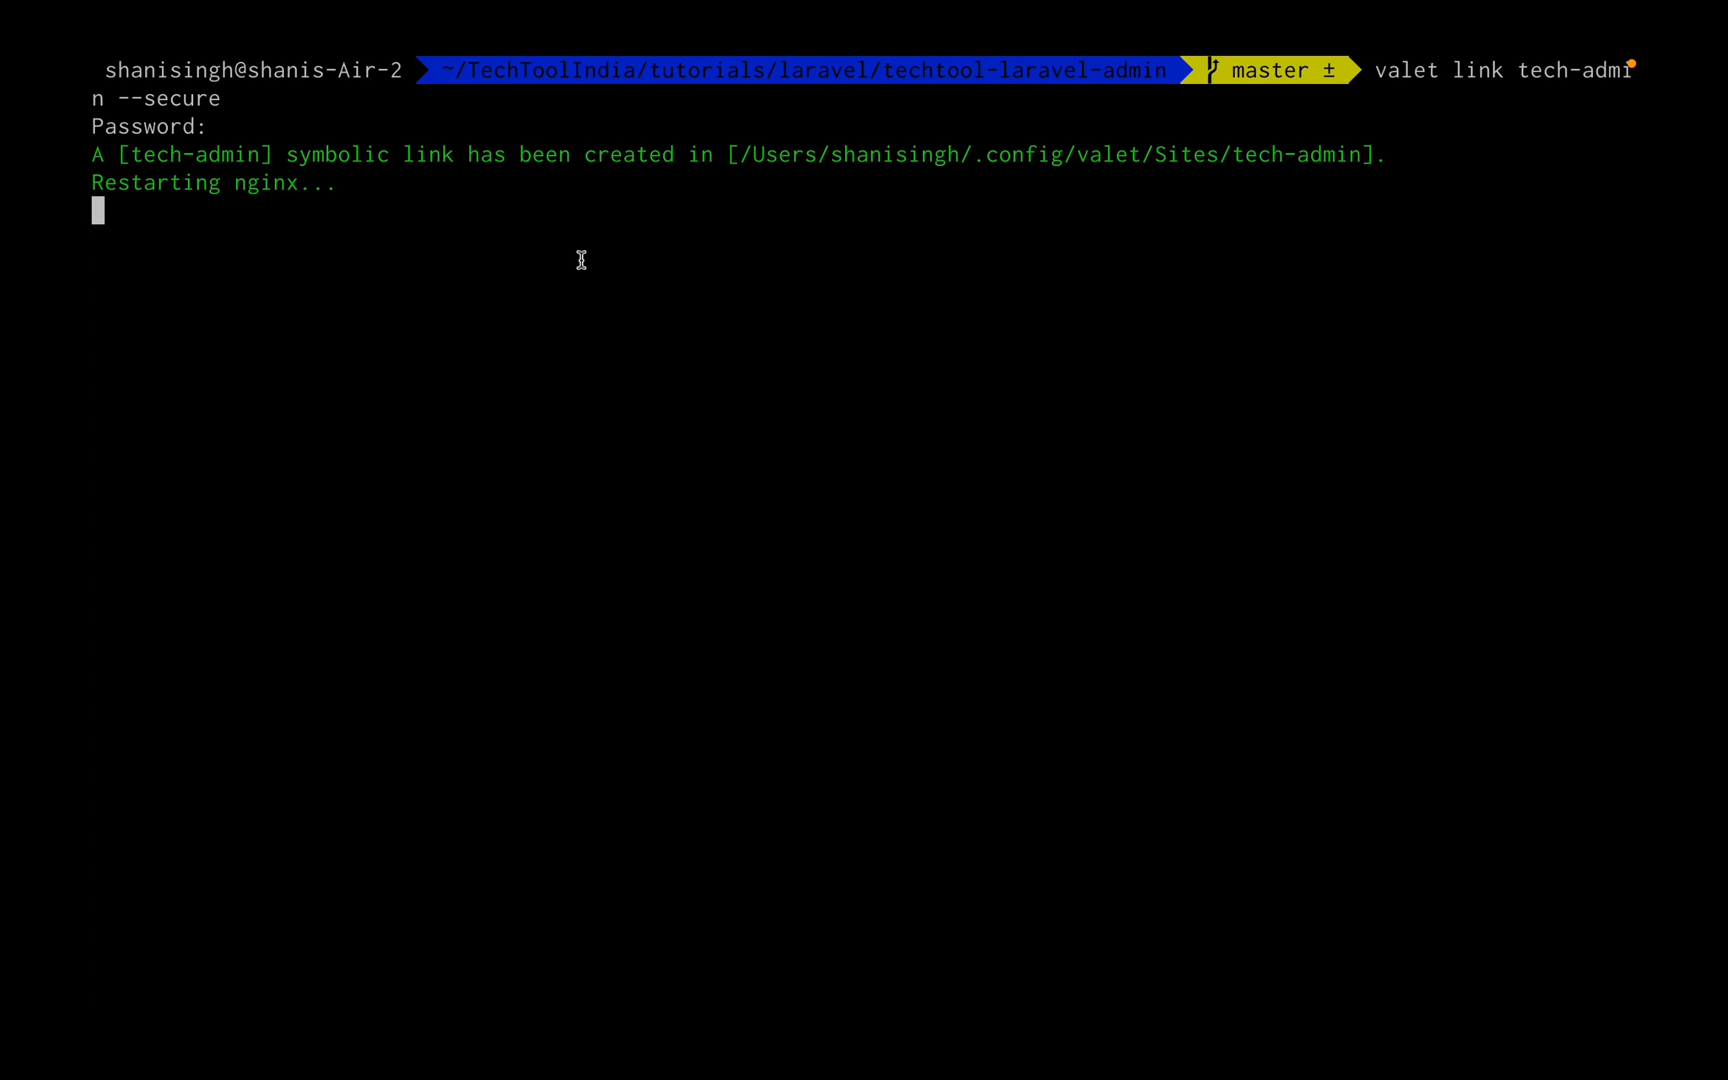 shanisingh@shanis-Air-2 ~/TechToolIndia/tutorials/laravel/techtool-laravel-admin master ± valet link tech-admi
n --secure
Password:
A [tech-admin] symbolic link has been created in [/Users/shanisingh/.config/valet/Sites/tech-admin].
Restarting nginx...